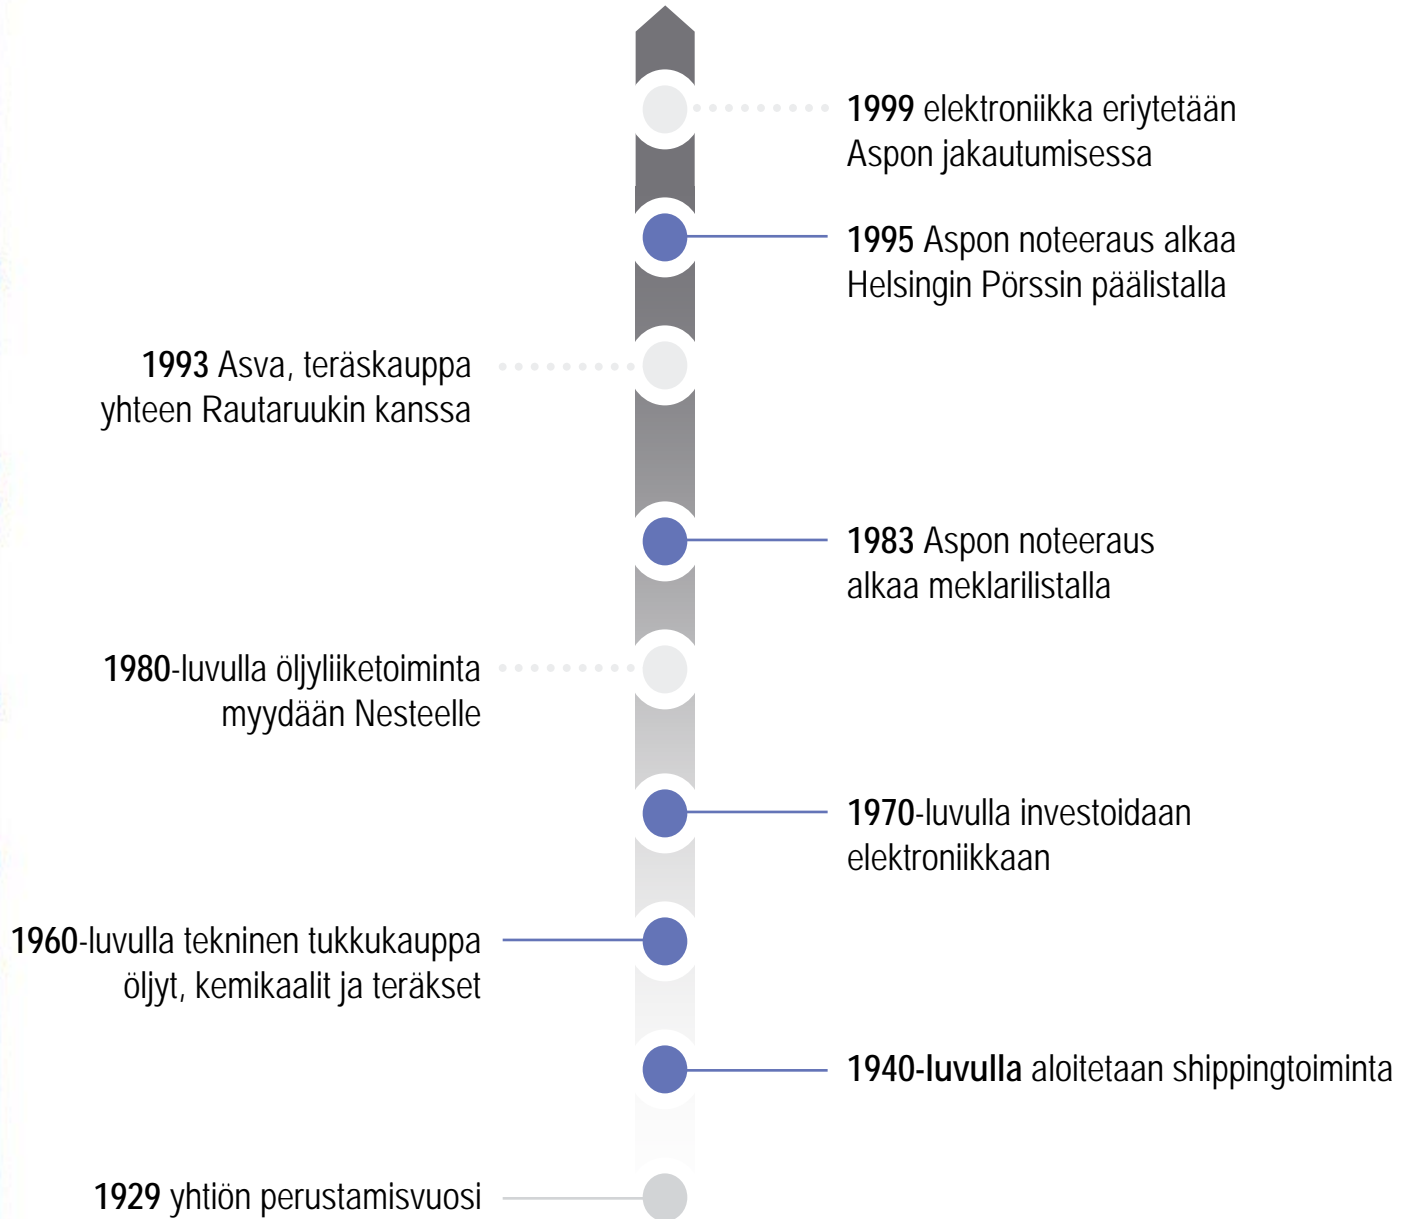 1999 elektroniikka eriytetään
Aspon jakautumisessa
1995 Aspon noteeraus alkaa
Helsingin Pörssin päälistalla
1993 Asva, teräskauppa
yhteen Rautaruukin kanssa
1983 Aspon noteeraus
alkaa meklarilistalla
1980-luvulla öljyliiketoiminta
myydään Nesteelle
1970-luvulla investoidaan
elektroniikkaan
1960-luvulla tekninen tukkukauppa
öljyt, kemikaalit ja teräkset
1940-luvulla aloitetaan shippingtoiminta
1929 yhtiön perustamisvuosi